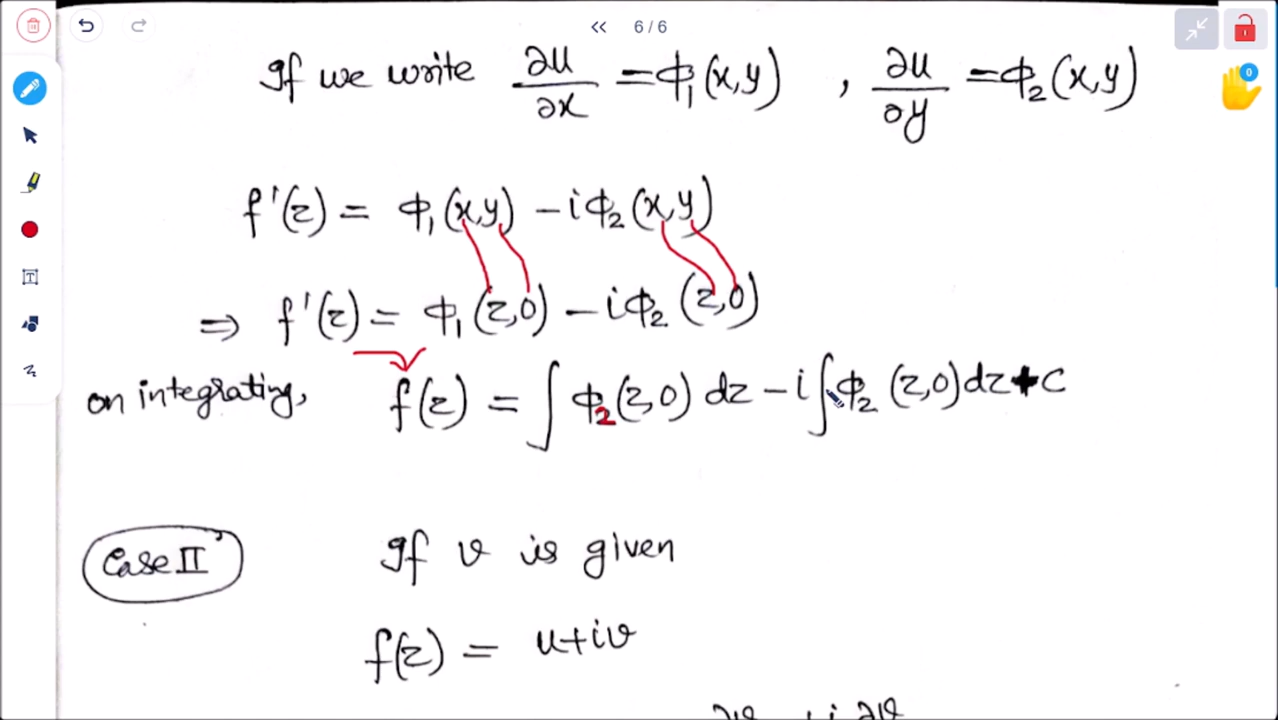 6 / 6
0
If we write ∂u/∂x = ϕ₁(x,y) , ∂u/∂y = ϕ₂(x,y)
f'(z) = ϕ₁(x,y) − iϕ₂(x,y)
⇒ f'(z) = ϕ₁(z,0) − iϕ₂(z,0)
on integrating, f(z) = ∫ϕ₂(z,0) dz − i∫ϕ₂(z,0)dz + c
Case II
If v is given
f(z) = u+iv